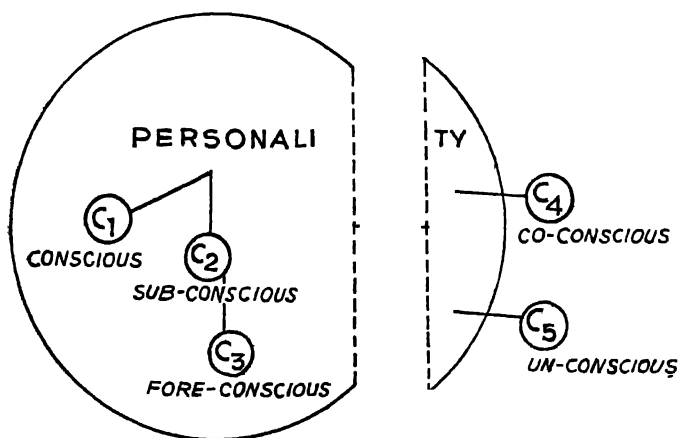 PERSONALI TY
C1
CONSCIOUS
C2
SUB-CONSCIOUS
C3
FORE-CONSCIOUS
C4
CO-CONSCIOUS
C5
UN-CONSCIOUS